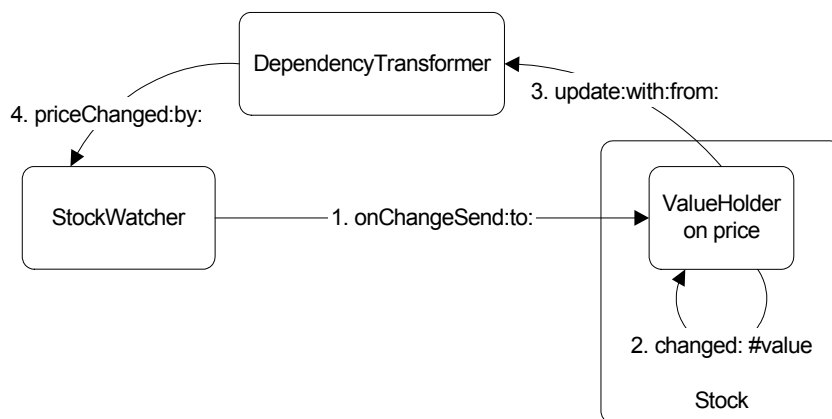 DependencyTransformer
3. update:with:from:
4. priceChanged:by:
StockWatcher
1. onChangeSend:to:
ValueHolder
on price
2. changed: #value
Stock